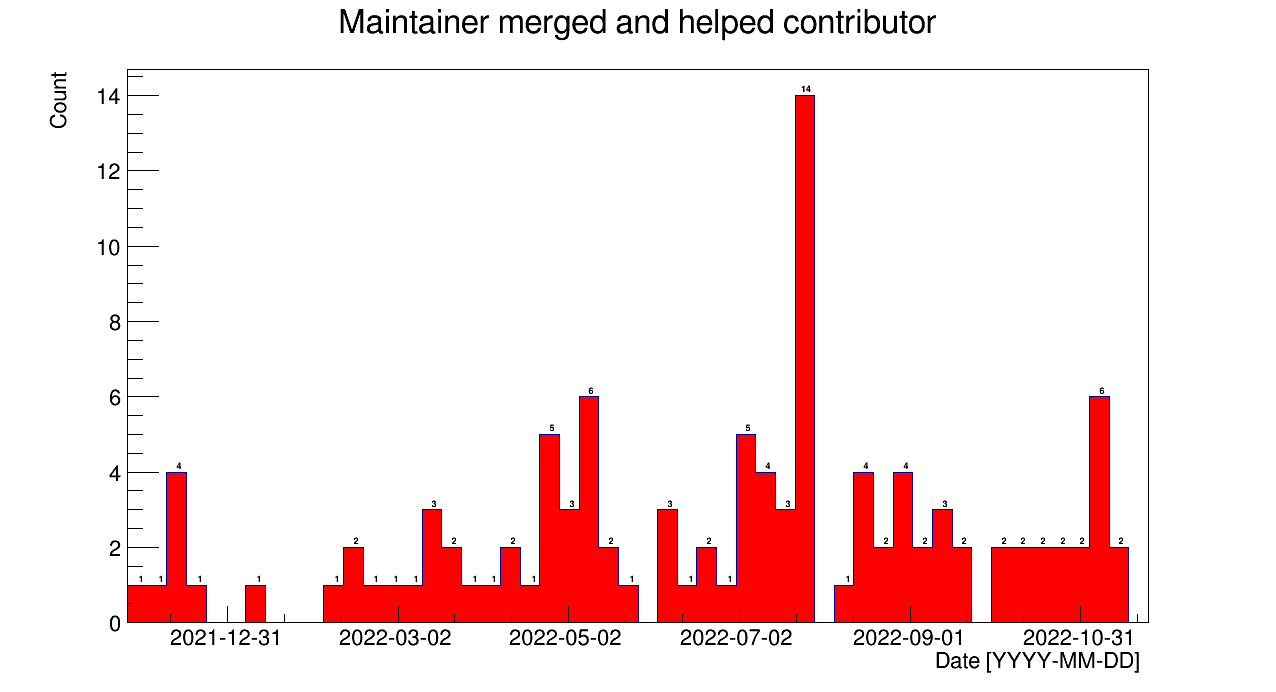 Maintainer merged and helped contributor
Count
14
12
10
8
6
4
2
0
14
6 6
5 5
4 4 4 4
3 3 3 3 3
2 2 2 2 2 2 2 2 2 2 2 2 2 2
1 1 1 1 1 1 1 1 1 1 1 1 1 1 1
2021-12-31 2022-03-02 2022-05-02 2022-07-02 2022-09-01 2022-10-31
Date [YYYY-MM-DD]